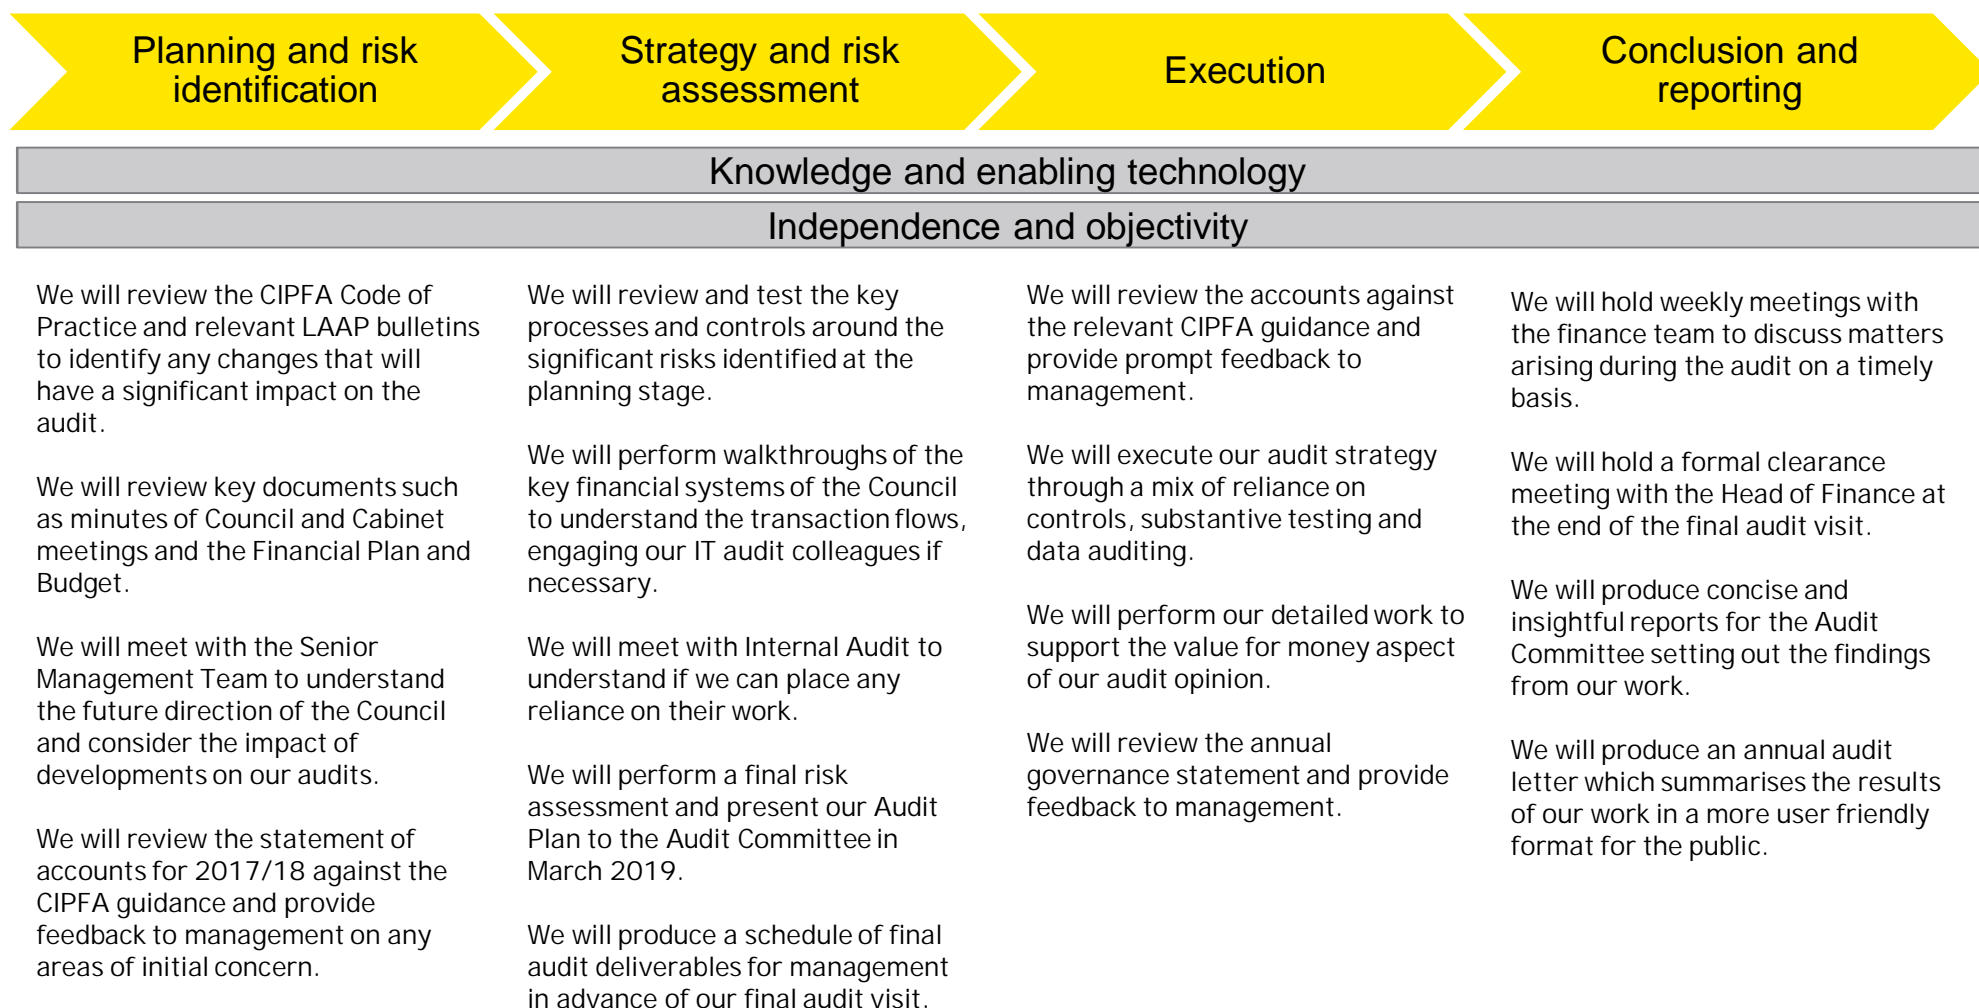 Planning and risk
identification
Strategy and risk
assessment
Execution
Conclusion and
reporting
Knowledge and enabling technology
Independence and objectivity
We will review the CIPFA Code of
Practice and relevant LAAP bulletins
to identify any changes that will
have a significant impact on the
audit.
We will review key documents such
as minutes of Council and Cabinet
meetings and the Financial Plan and
Budget.
We will meet with the Senior
Management Team to understand
the future direction of the Council
and consider the impact of
developments on our audits.
We will review the statement of
accounts for 2017/18 against the
CIPFA guidance and provide
feedback to management on any
areas of initial concern.
We will review and test the key
processes and controls around the
significant risks identified at the
planning stage.
We will perform walkthroughs of the
key financial systems of the Council
to understand the transaction flows,
engaging our IT audit colleagues if
necessary.
We will meet with Internal Audit to
understand if we can place any
reliance on their work.
We will perform a final risk
assessment and present our Audit
Plan to the Audit Committee in
March 2019.
We will produce a schedule of final
audit deliverables for management
in advance of our final audit visit.
We will review the accounts against
the relevant CIPFA guidance and
provide prompt feedback to
management.
We will execute our audit strategy
through a mix of reliance on
controls, substantive testing and
data auditing.
We will perform our detailed work to
support the value for money aspect
of our audit opinion.
We will review the annual
governance statement and provide
feedback to management.
We will hold weekly meetings with
the finance team to discuss matters
arising during the audit on a timely
basis.
We will hold a formal clearance
meeting with the Head of Finance at
the end of the final audit visit.
We will produce concise and
insightful reports for the Audit
Committee setting out the findings
from our work.
We will produce an annual audit
letter which summarises the results
of our work in a more user friendly
format for the public.